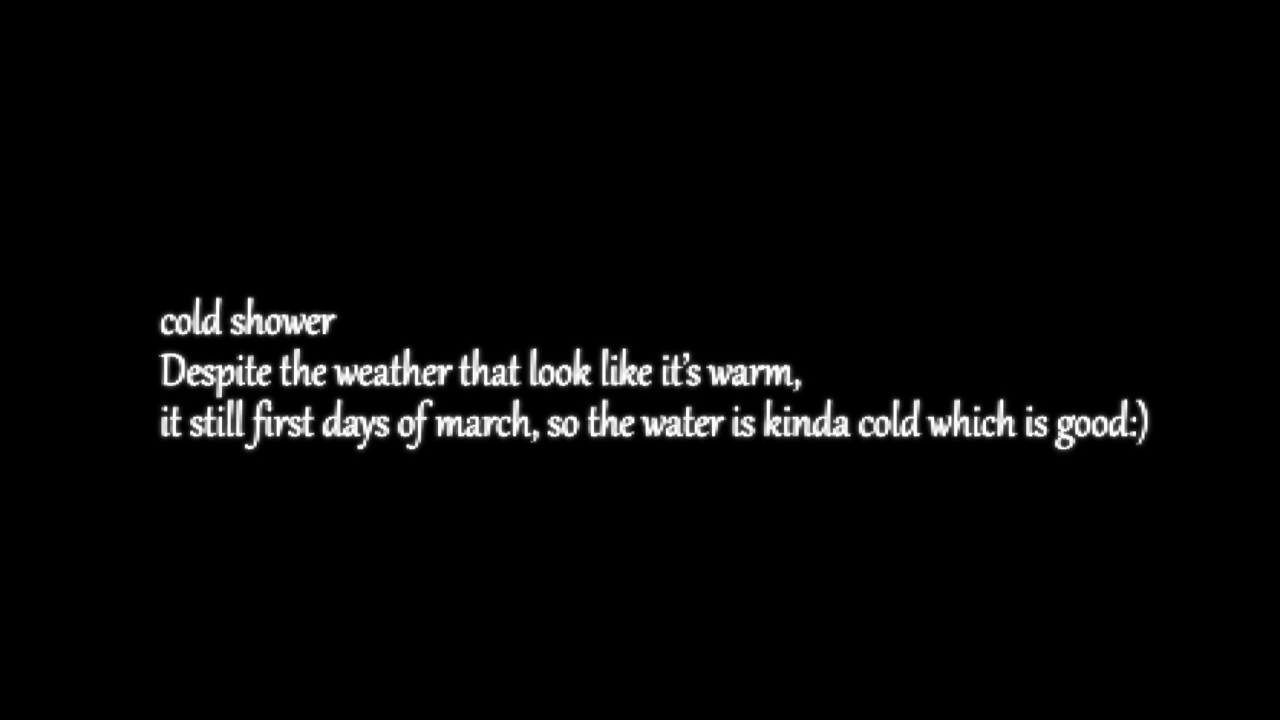 cold shower
Despite the weather that look like it's warm,
it still first days of march, so the water is kinda cold which is good:)